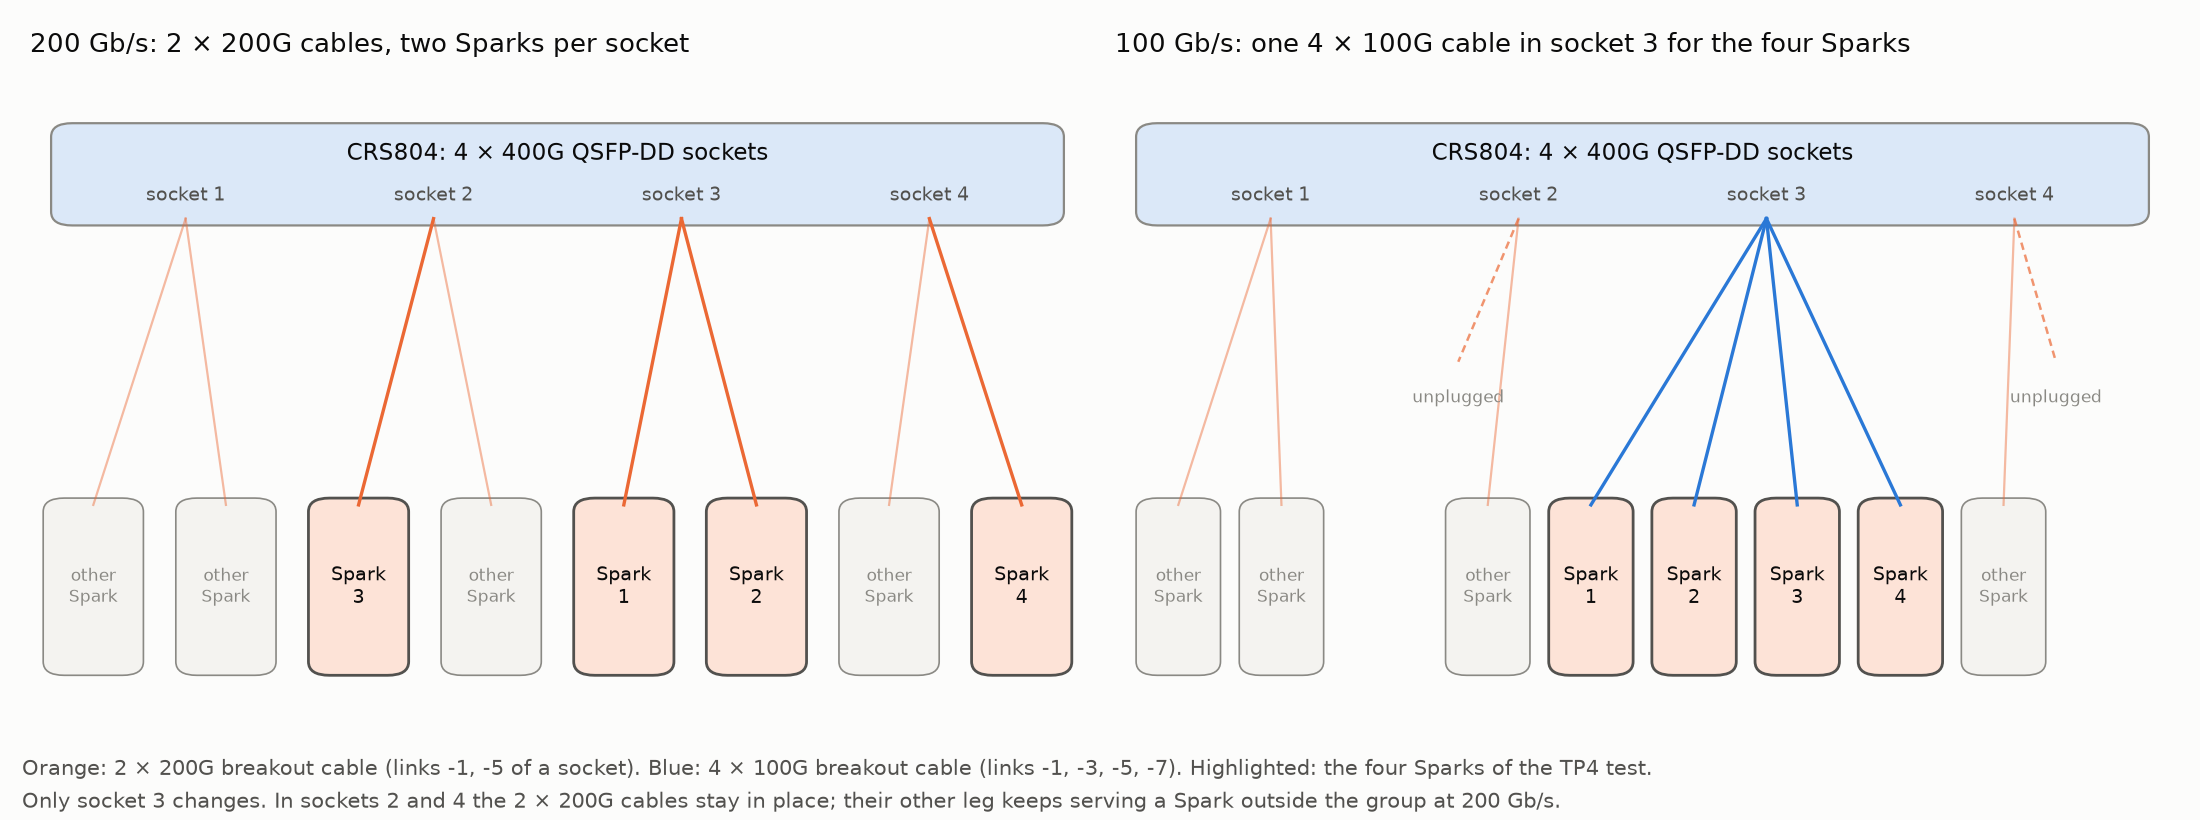 200 Gb/s: 2 × 200G cables, two Sparks per socket
CRS804: 4 × 400G QSFP-DD sockets
socket 1
socket 2
socket 3
socket 4
other
Spark
other
Spark
Spark
3
other
Spark
Spark
1
Spark
2
other
Spark
Spark
4
100 Gb/s: one 4 × 100G cable in socket 3 for the four Sparks
CRS804: 4 × 400G QSFP-DD sockets
socket 1
socket 2
socket 3
socket 4
unplugged
unplugged
other
Spark
other
Spark
other
Spark
Spark
1
Spark
2
Spark
3
Spark
4
other
Spark
Orange: 2 × 200G breakout cable (links -1, -5 of a socket). Blue: 4 × 100G breakout cable (links -1, -3, -5, -7). Highlighted: the four Sparks of the TP4 test.
Only socket 3 changes. In sockets 2 and 4 the 2 × 200G cables stay in place; their other leg keeps serving a Spark outside the group at 200 Gb/s.